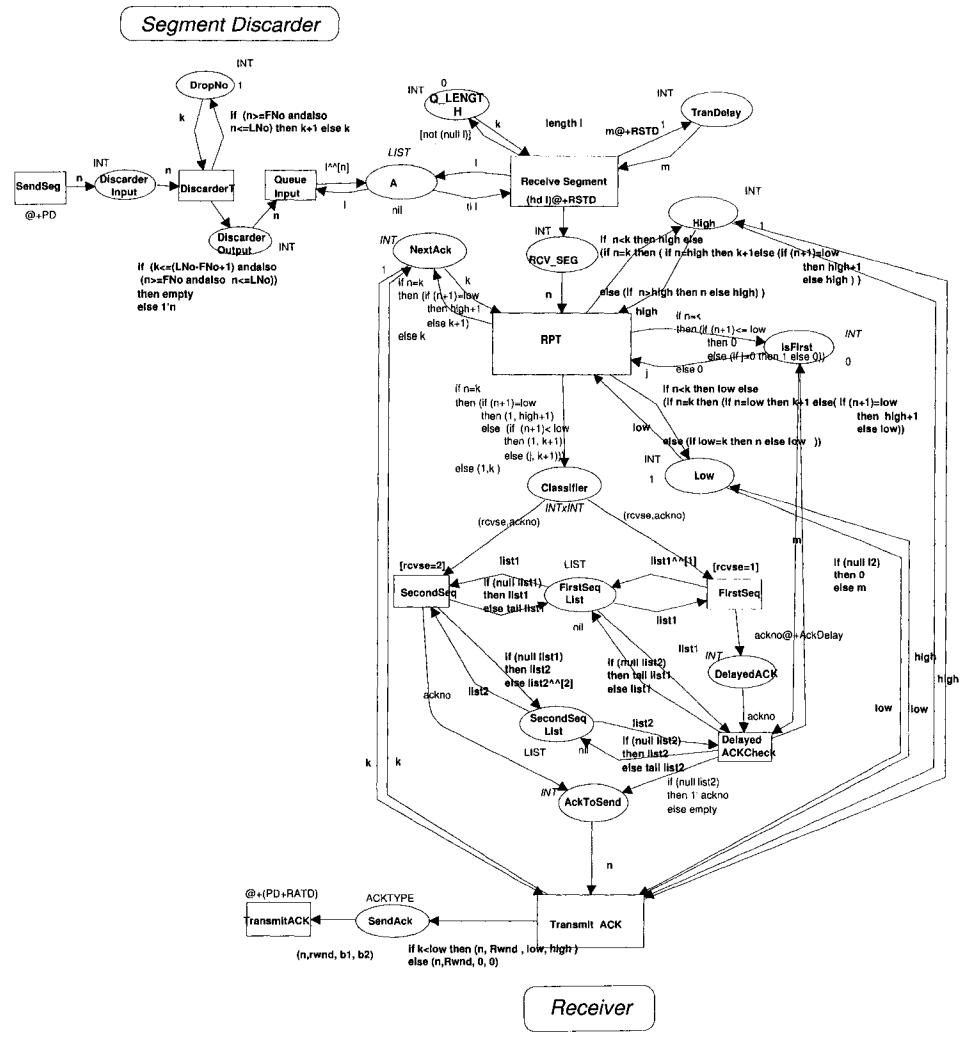 Segment Discarder
INT
DropNo
1
k
if (n>=FNo andalso
n<=LNo) then k+1 else k
SendSeg
@+PD
n
INT
Discarder
Input
n
DiscarderT
Discarder
Output
INT
n
if (k<=(LNo-FNo+1) andalso
(n>=FNo andalso n<=LNo))
then empty
else 1'n
Queue
Input
l^^[n]
l
LIST
A
nil
l
tl l
INT
0
Q_LENGT
H
k
length l
[not (null l)]
Receive Segment
(hd l)@+RSTD
m@+RSTD
m
INT
1
TranDelay
INT
RCV_SEG
n
INT
High
1
If n<k then high else
(if n=k then ( if n=high then k+1else (if (n+1)=low
then high+1
else high ) )
else (If n>high then n else high) )
high
INT
NextAck
1
k
if n=k
then (if (n+1)=low
then high+1
else k+1)
else k
RPT
if n=k
then (if (n+1)<= low
then 0
else (if j=0 then 1 else 0))
else 0
j
INT
isFirst
0
if n=k
then (if (n+1)=low
then (1, high+1)
else (if (n+1)< low
then (1, k+1)
else (j, k+1)))
else (1,k )
If n<k then low else
(if n=k then (If n=low then k+1 else( If (n+1)=low
then high+1
else low))
else (If low=k then n else low ))
low
INT
Low
1
Classifier
INTxINT
(rcvse,ackno)
(rcvse,ackno)
[rcvse=2]
SecondSeq
list1
if (null list1)
then list1
else tail list1
LIST
FirstSeq
List
nil
list1^^[1]
list1
[rcvse=1]
FirstSeq
m
if (null l2)
then 0
else m
ackno@+AckDelay
INT
DelayedACK
ackno
if (null list1)
then list2
else list2^^[2]
list2
ackno
list1
if (null list2)
then tail list1
else list1
SecondSeq
List
LIST
nil
list2
if (null list2)
then list2
else tail list2
Delayed
ACKCheck
if (null list2)
then 1' ackno
else empty
INT
AckToSend
n
k
k
low
low
high
high
@+(PD+RATD)
TransmitACK
ACKTYPE
SendAck
(n,rwnd, b1, b2)
Transmit ACK
if k<low then (n, Rwnd , low, high )
else (n,Rwnd, 0, 0)
Receiver